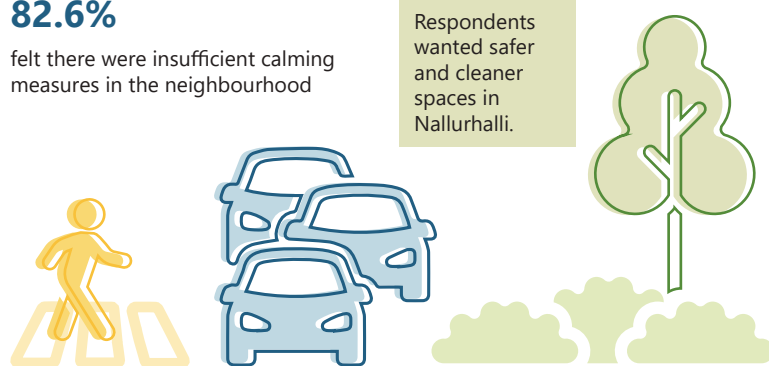 82.6%
felt there were insufficient calming
measures in the neighbourhood
Respondents
wanted safer
and cleaner
spaces in
Nallurhalli.